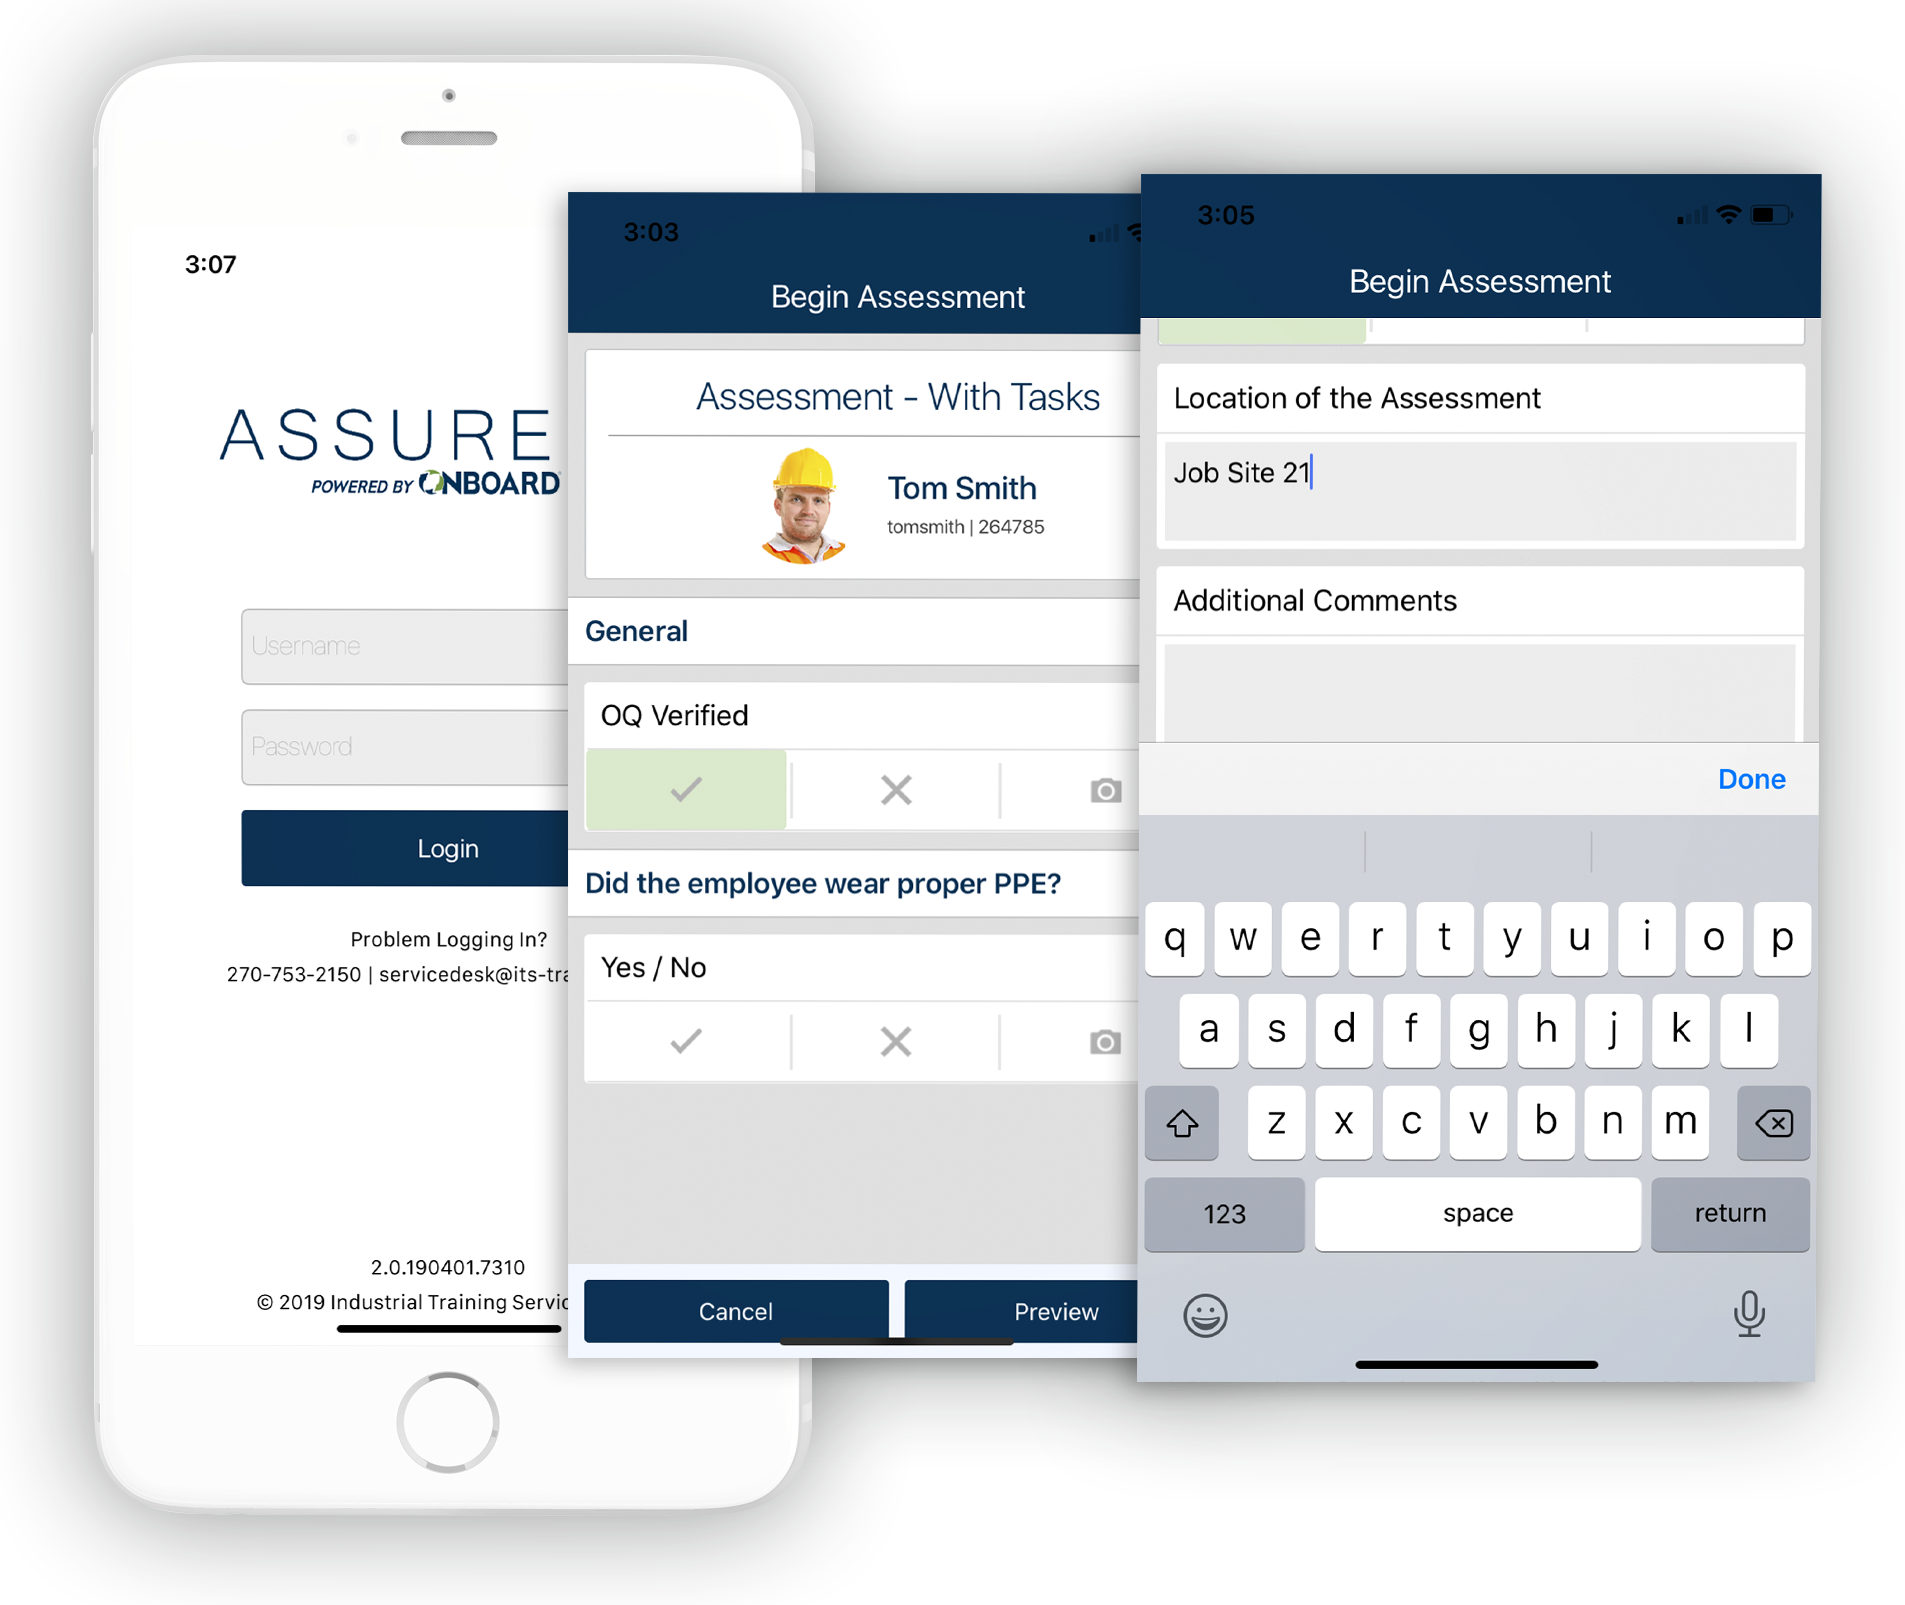 3:07
ASSURE
POWERED BY ONBOARD
Username
Password
Login
Problem Logging In?
270-753-2150 | servicedesk@its-tra
2.0.190401.7310
© 2019 Industrial Training Servic
3:03
Begin Assessment
Assessment - With Tasks
Tom Smith
tomsmith | 264785
General
OQ Verified
Did the employee wear proper PPE?
Yes / No
Cancel
Preview
3:05
Begin Assessment
Location of the Assessment
Job Site 21
Additional Comments
Done
q w e r t y u i o p
a s d f g h j k l
z x c v b n m
123 space return